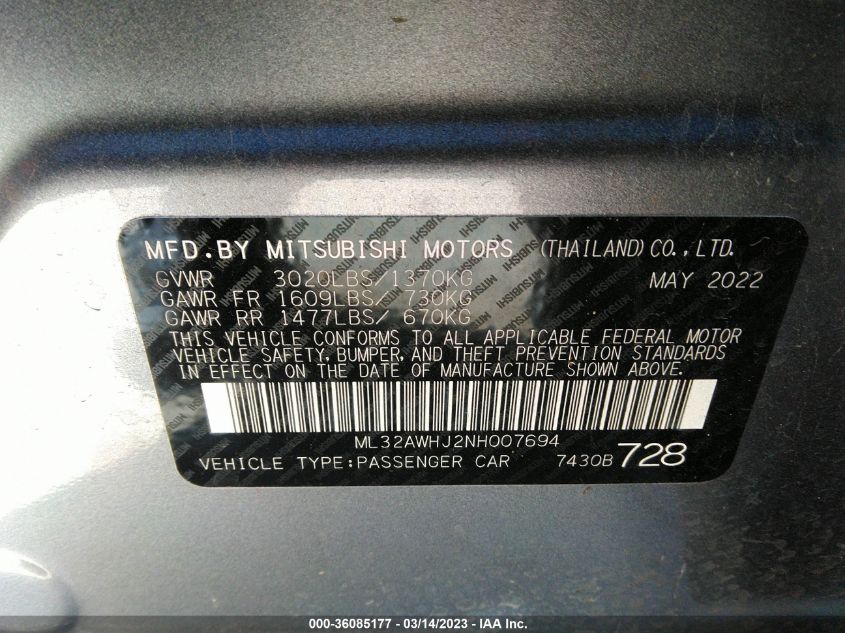 MFD.BY MITSUBISHI MOTORS (THAILAND) CO., LTD.
GVWR 3020LBS/1370KG MAY 2022
GAWR FR 1609LBS/ 730KG
GAWR RR 1477LBS/ 670KG
THIS VEHICLE CONFORMS TO ALL APPLICABLE FEDERAL MOTOR
VEHICLE SAFETY, BUMPER, AND THEFT PREVENTION STANDARDS
IN EFFECT ON THE DATE OF MANUFACTURE SHOWN ABOVE.
ML32AWHJ2NH007694
VEHICLE TYPE:PASSENGER CAR 7430B 728
000-36085177 - 03/14/2023 - IAA Inc.